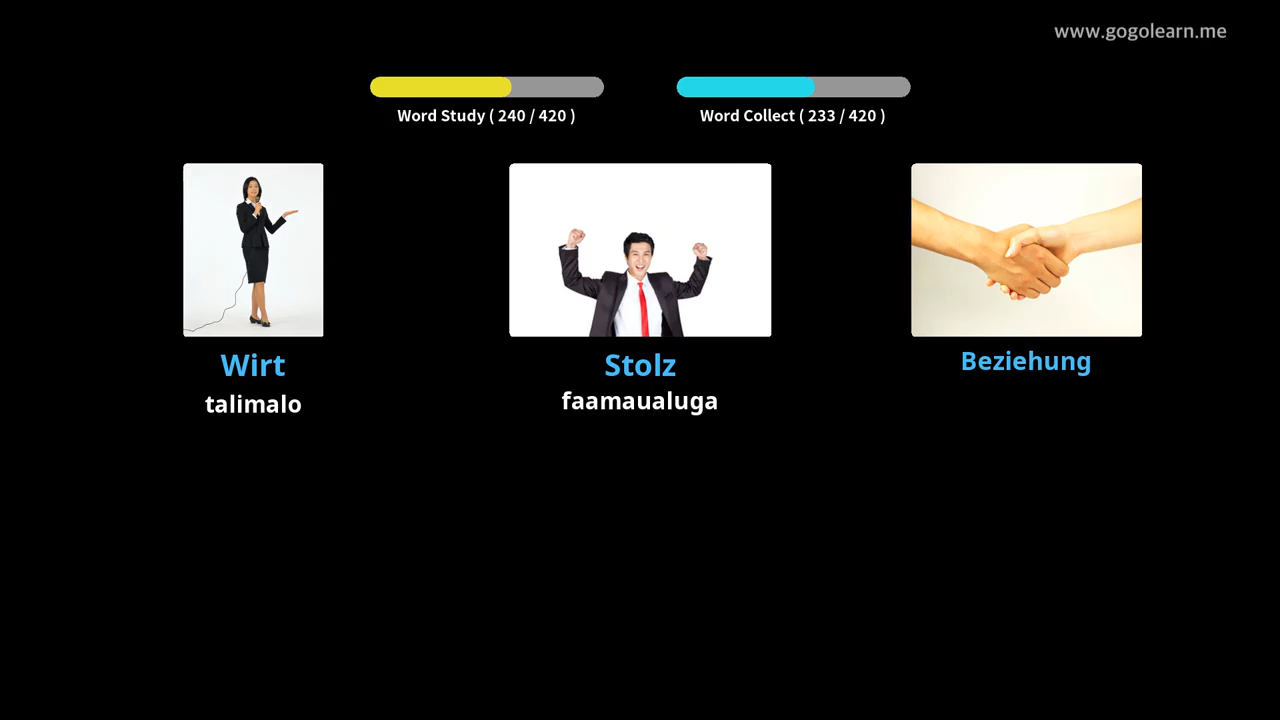 www.gogolearn.me
Word Study ( 240 / 420 )
Word Collect ( 233 / 420 )
Wirt
Stolz
Beziehung
talimalo
faamaualuga